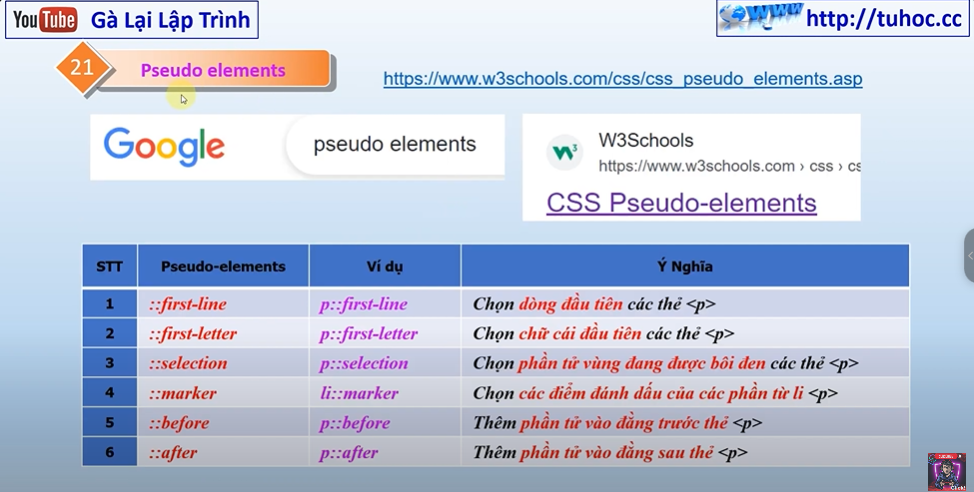 You Tube Gà Lại Lập Trình
WWW http://tuhoc.cc
21 Pseudo elements
https://www.w3schools.com/css/css_pseudo_elements.asp
Google pseudo elements
W3Schools
https://www.w3schools.com › css › cs
CSS Pseudo-elements
STT Pseudo-elements Ví dụ Ý Nghĩa
1 ::first-line p::first-line Chọn dòng đầu tiên các thẻ <p>
2 ::first-letter p::first-letter Chọn chữ cái đầu tiên các thẻ <p>
3 ::selection p::selection Chọn phần tử vùng đang được bôi đen các thẻ <p>
4 ::marker li::marker Chọn các điểm đánh dấu của các phần tử li <p>
5 ::before p::before Thêm phần tử vào đằng trước thẻ <p>
6 ::after p::after Thêm phần tử vào đằng sau thẻ <p>